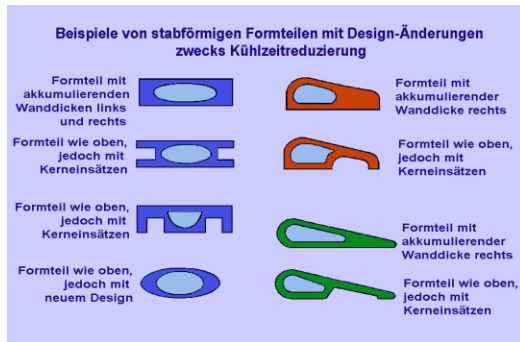 Beispiele von stabförmigen Formteilen mit Design-Änderungen
zwecks Kühlzeitreduzierung
Formteil mit
akkumulierenden
Wanddicken links
und rechts
Formteil wie oben,
jedoch mit
Kerneinsätzen
Formteil wie oben,
jedoch mit
Kerneinsätzen
Formteil wie oben,
jedoch mit
neuem Design
Formteil mit
akkumulierender
Wanddicke rechts
Formteil wie oben,
jedoch mit
Kerneinsätzen
Formteil mit
akkumulierender
Wanddicke rechts
Formteil wie oben,
jedoch mit
Kerneinsätzen